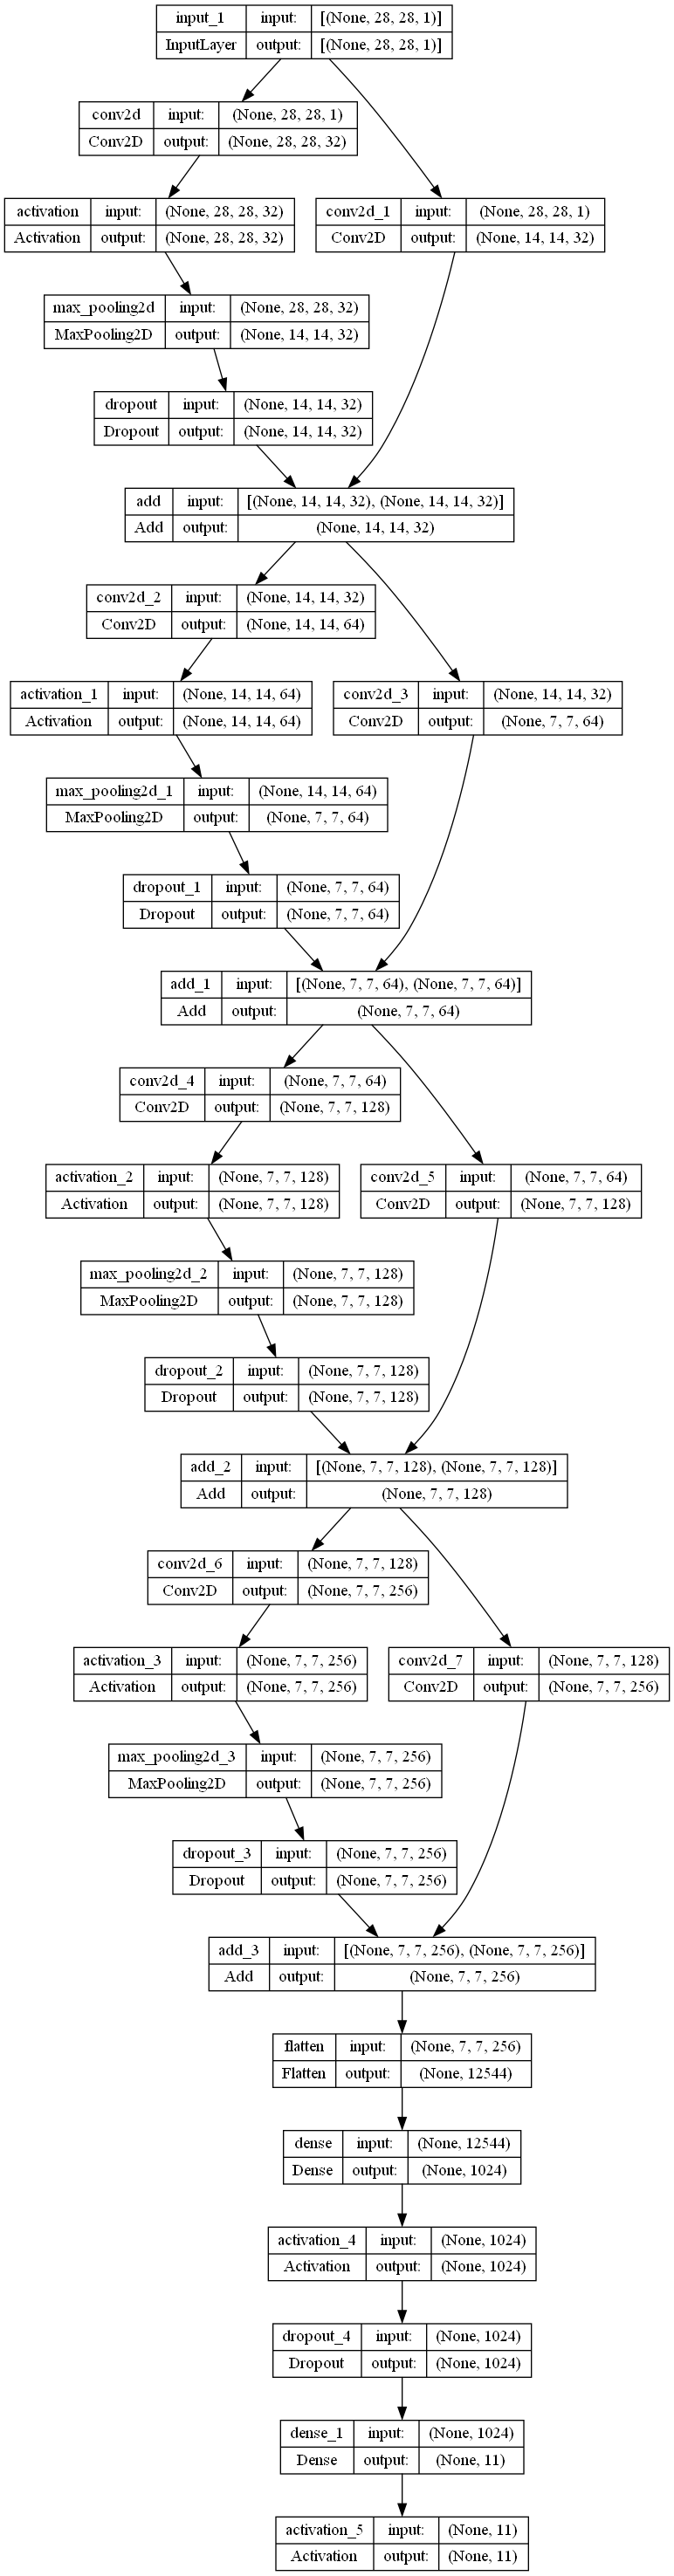 input_1 input: [(None, 28, 28, 1)]
InputLayer output: [(None, 28, 28, 1)]
conv2d input: (None, 28, 28, 1)
Conv2D output: (None, 28, 28, 32)
activation input: (None, 28, 28, 32)
Activation output: (None, 28, 28, 32)
conv2d_1 input: (None, 28, 28, 1)
Conv2D output: (None, 14, 14, 32)
max_pooling2d input: (None, 28, 28, 32)
MaxPooling2D output: (None, 14, 14, 32)
dropout input: (None, 14, 14, 32)
Dropout output: (None, 14, 14, 32)
add input: [(None, 14, 14, 32), (None, 14, 14, 32)]
Add output: (None, 14, 14, 32)
conv2d_2 input: (None, 14, 14, 32)
Conv2D output: (None, 14, 14, 64)
activation_1 input: (None, 14, 14, 64)
Activation output: (None, 14, 14, 64)
conv2d_3 input: (None, 14, 14, 32)
Conv2D output: (None, 7, 7, 64)
max_pooling2d_1 input: (None, 14, 14, 64)
MaxPooling2D output: (None, 7, 7, 64)
dropout_1 input: (None, 7, 7, 64)
Dropout output: (None, 7, 7, 64)
add_1 input: [(None, 7, 7, 64), (None, 7, 7, 64)]
Add output: (None, 7, 7, 64)
conv2d_4 input: (None, 7, 7, 64)
Conv2D output: (None, 7, 7, 128)
activation_2 input: (None, 7, 7, 128)
Activation output: (None, 7, 7, 128)
conv2d_5 input: (None, 7, 7, 64)
Conv2D output: (None, 7, 7, 128)
max_pooling2d_2 input: (None, 7, 7, 128)
MaxPooling2D output: (None, 7, 7, 128)
dropout_2 input: (None, 7, 7, 128)
Dropout output: (None, 7, 7, 128)
add_2 input: [(None, 7, 7, 128), (None, 7, 7, 128)]
Add output: (None, 7, 7, 128)
conv2d_6 input: (None, 7, 7, 128)
Conv2D output: (None, 7, 7, 256)
activation_3 input: (None, 7, 7, 256)
Activation output: (None, 7, 7, 256)
conv2d_7 input: (None, 7, 7, 128)
Conv2D output: (None, 7, 7, 256)
max_pooling2d_3 input: (None, 7, 7, 256)
MaxPooling2D output: (None, 7, 7, 256)
dropout_3 input: (None, 7, 7, 256)
Dropout output: (None, 7, 7, 256)
add_3 input: [(None, 7, 7, 256), (None, 7, 7, 256)]
Add output: (None, 7, 7, 256)
flatten input: (None, 7, 7, 256)
Flatten output: (None, 12544)
dense input: (None, 12544)
Dense output: (None, 1024)
activation_4 input: (None, 1024)
Activation output: (None, 1024)
dropout_4 input: (None, 1024)
Dropout output: (None, 1024)
dense_1 input: (None, 1024)
Dense output: (None, 11)
activation_5 input: (None, 11)
Activation output: (None, 11)